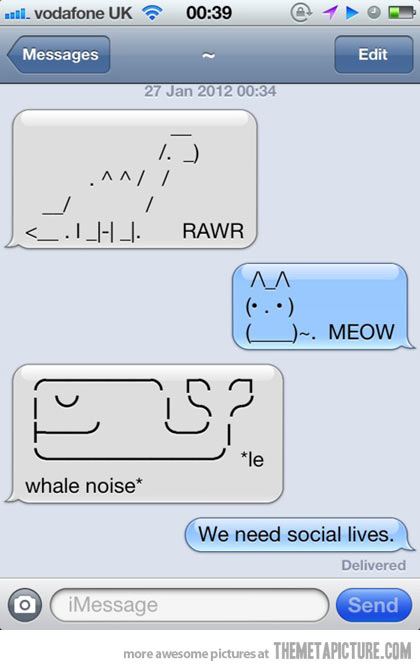 vodafone UK 00:39
Messages ~ Edit
27 Jan 2012 00:34
__
/. _)
. ^ ^ / /
__/ /
<__ . I _|-| _|. RAWR
/\_/\
(• . •)
(____)~. MEOW
*le
whale noise*
We need social lives.
Delivered
iMessage Send
more awesome pictures at THEMETAPICTURE.COM